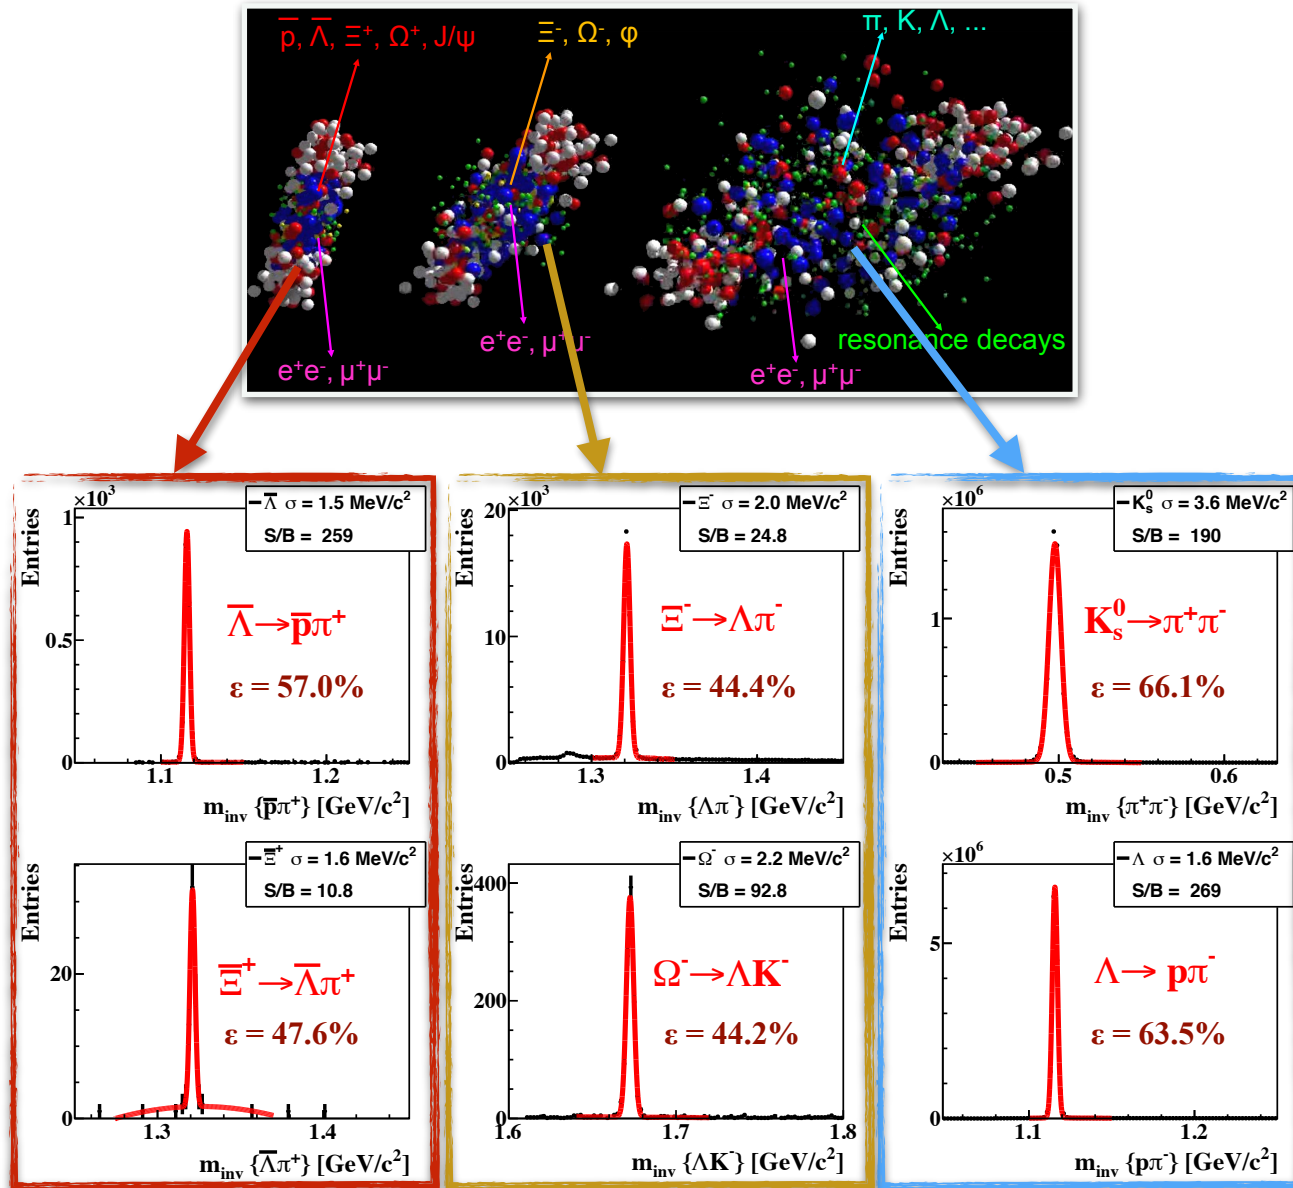 p̅, Λ̅, Ξ⁺, Ω⁺, J/ψ
Ξ⁻, Ω⁻, φ
π, K, Λ, ...
e⁺e⁻, μ⁺μ⁻
e⁺e⁻, μ⁺μ⁻
e⁺e⁻, μ⁺μ⁻
resonance decays
×10³
Λ̅ σ = 1.5 MeV/c²
S/B = 259
Entries
1
0.5
0
Λ̅→p̅π⁺
ε = 57.0%
1.1 1.2
m_inv {p̅π⁺} [GeV/c²]
×10³
Ξ⁻ σ = 2.0 MeV/c²
S/B = 24.8
Entries
20
10
0
Ξ⁻→Λπ⁻
ε = 44.4%
1.3 1.4
m_inv {Λπ⁻} [GeV/c²]
×10⁶
K⁰_s σ = 3.6 MeV/c²
S/B = 190
Entries
1
0
K⁰_s→π⁺π⁻
ε = 66.1%
0.5 0.6
m_inv {π⁺π⁻} [GeV/c²]
Ξ̅⁺ σ = 1.6 MeV/c²
S/B = 10.8
Entries
20
0
Ξ̅⁺→Λ̅π⁺
ε = 47.6%
1.3 1.4
m_inv {Λ̅π⁺} [GeV/c²]
Ω⁻ σ = 2.2 MeV/c²
S/B = 92.8
Entries
400
200
0
Ω⁻→ΛK⁻
ε = 44.2%
1.6 1.7 1.8
m_inv {ΛK⁻} [GeV/c²]
×10⁶
Λ σ = 1.6 MeV/c²
S/B = 269
Entries
5
0
Λ→ pπ⁻
ε = 63.5%
1.1 1.2
m_inv {pπ⁻} [GeV/c²]